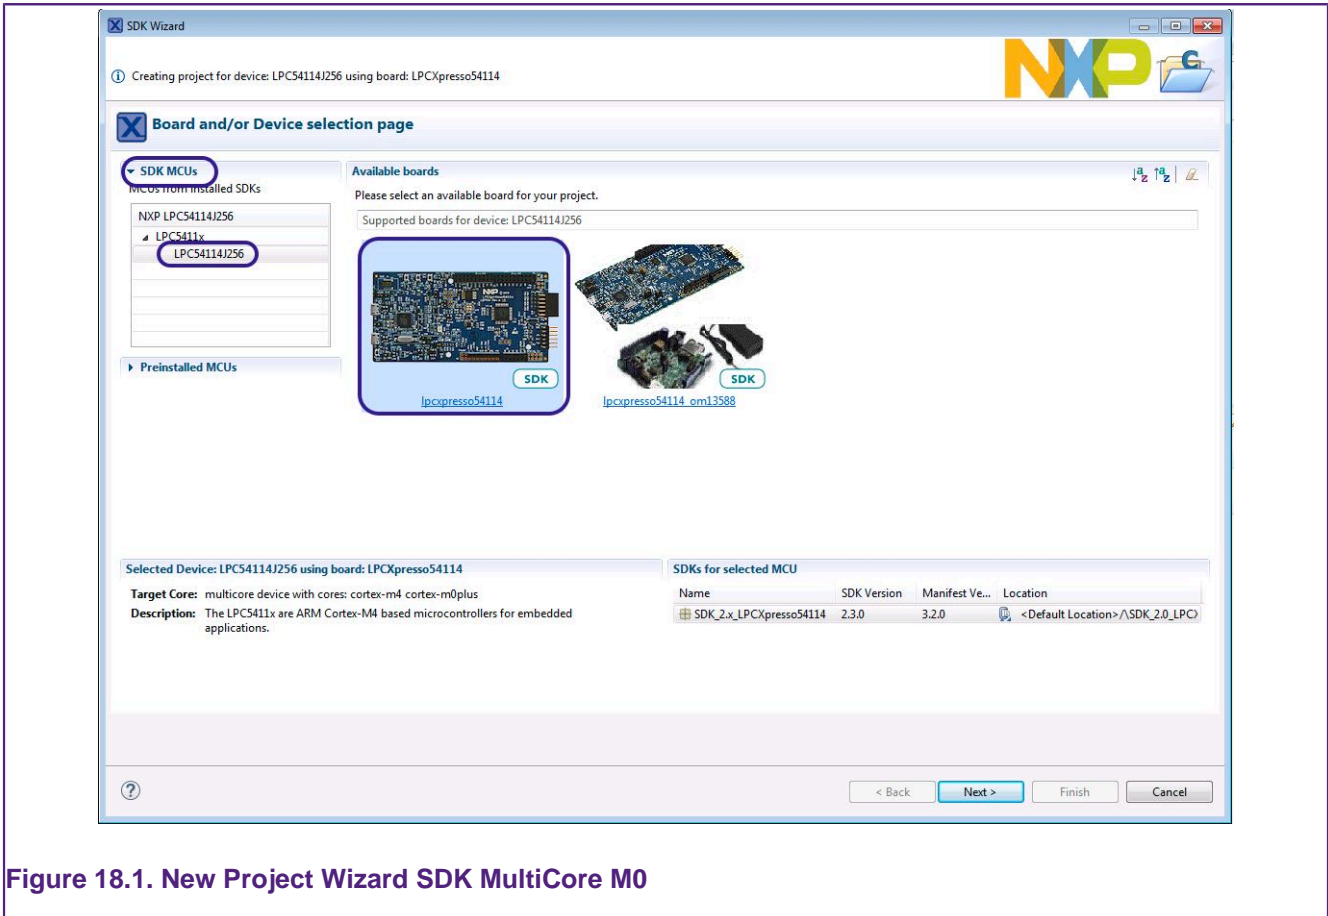 SDK Wizard
Creating project for device: LPC54114J256 using board: LPCXpresso54114
NXP
C
Board and/or Device selection page
SDK MCUs
MCUs from installed SDKs
NXP LPC54114J256
LPC5411x
LPC54114J256
Preinstalled MCUs
Available boards
Please select an available board for your project.
Supported boards for device: LPC54114J256
SDK
lpcxpresso54114
SDK
lpcxpresso54114_om13588
Selected Device: LPC54114J256 using board: LPCXpresso54114
Target Core: multicore device with cores: cortex-m4 cortex-m0plus
Description: The LPC5411x are ARM Cortex-M4 based microcontrollers for embedded
applications.
SDKs for selected MCU
Name SDK Version Manifest Ve... Location
SDK_2.x_LPCXpresso54114 2.3.0 3.2.0 <Default Location>/\SDK_2.0_LPC
< Back Next > Finish Cancel
Figure 18.1. New Project Wizard SDK MultiCore M0